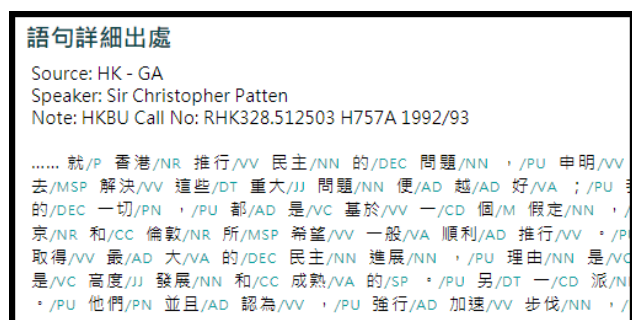 語句詳細出處
Source: HK - GA
Speaker: Sir Christopher Patten
Note: HKBU Call No: RHK328.512503 H757A 1992/93
...... 就/P 香港/NR 推行/VV 民主/NN 的/DEC 問題/NN ，/PU 申明/VV
去/MSP 解決/VV 這些/DT 重大/JJ 問題/NN 便/AD 越/AD 好/VA ；/PU
的/DEC 一切/PN ，/PU 都/AD 是/VC 基於/VV 一/CD 個/M 假定/NN ，/
京/NR 和/CC 倫敦/NR 所/MSP 希望/VV 一般/VA 順利/AD 推行/VV 。/PU
取得/VV 最/AD 大/VA 的/DEC 民主/NN 進展/NN ，/PU 理由/NN 是/VC
是/VC 高度/JJ 發展/NN 和/CC 成熟/VA 的/SP 。/PU 另/DT 一/CD 派/NN
。/PU 他們/PN 並且/AD 認為/VV ，/PU 強行/AD 加速/VV 步伐/NN ，/